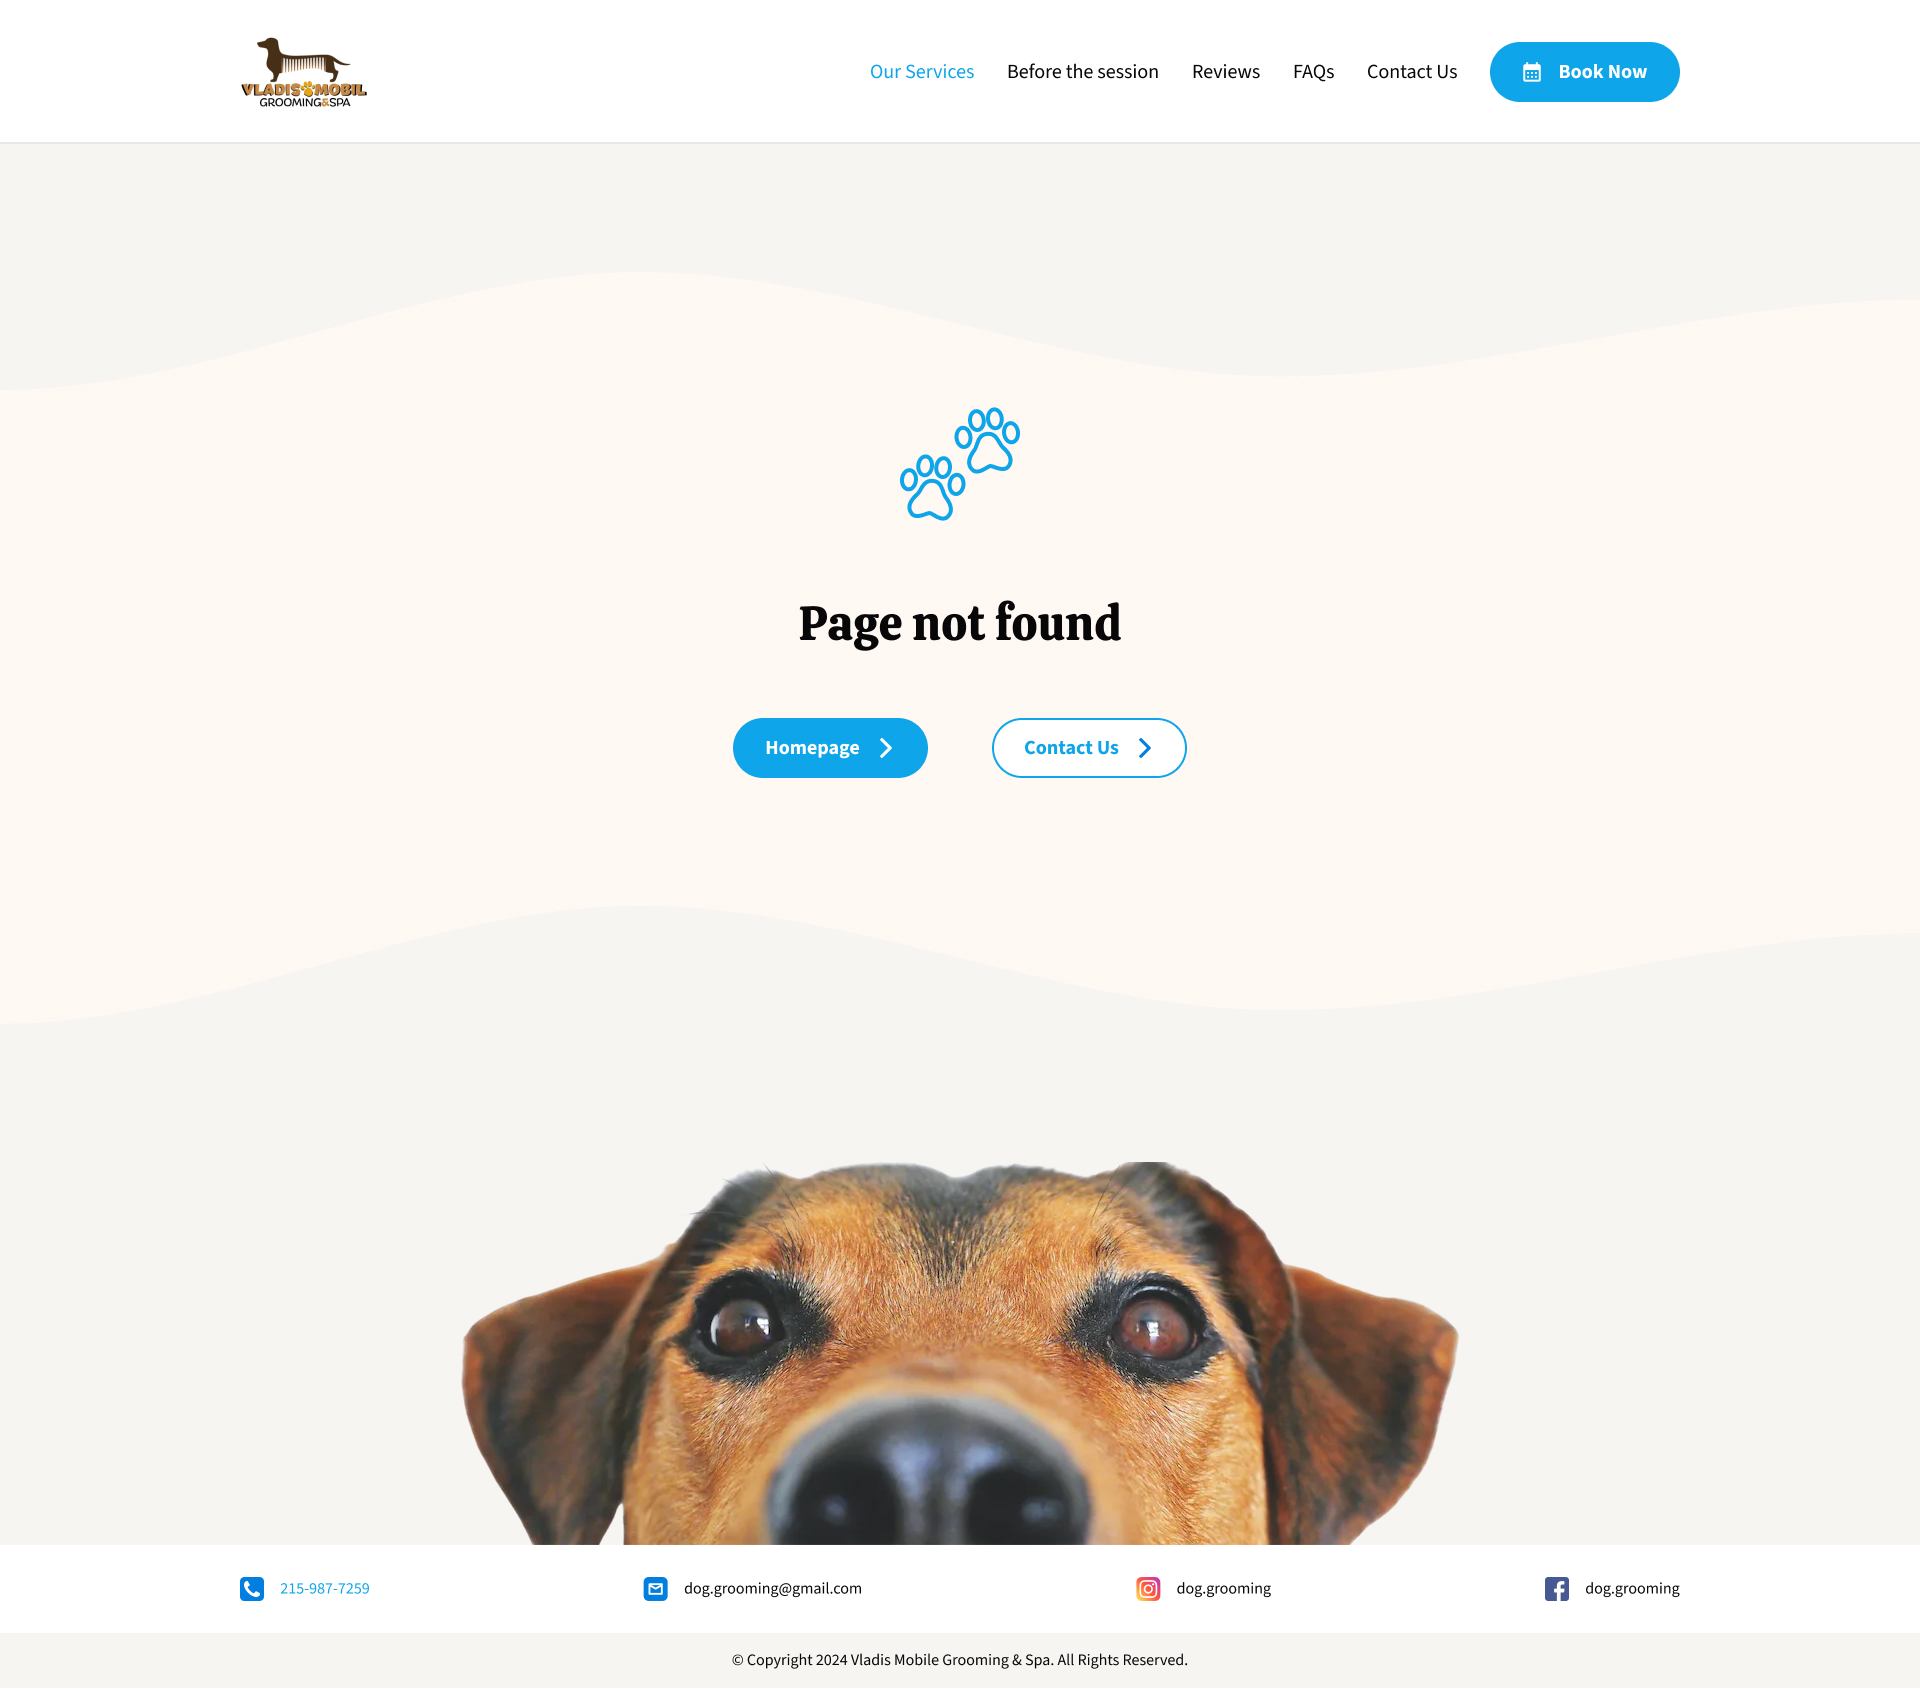 VLADIS MOBIL
GROOMING&SPA
Our Services
Before the session
Reviews
FAQs
Contact Us
Book Now
Page not found
Homepage
Contact Us
215-987-7259
dog.grooming@gmail.com
dog.grooming
dog.grooming
© Copyright 2024 Vladis Mobile Grooming & Spa. All Rights Reserved.